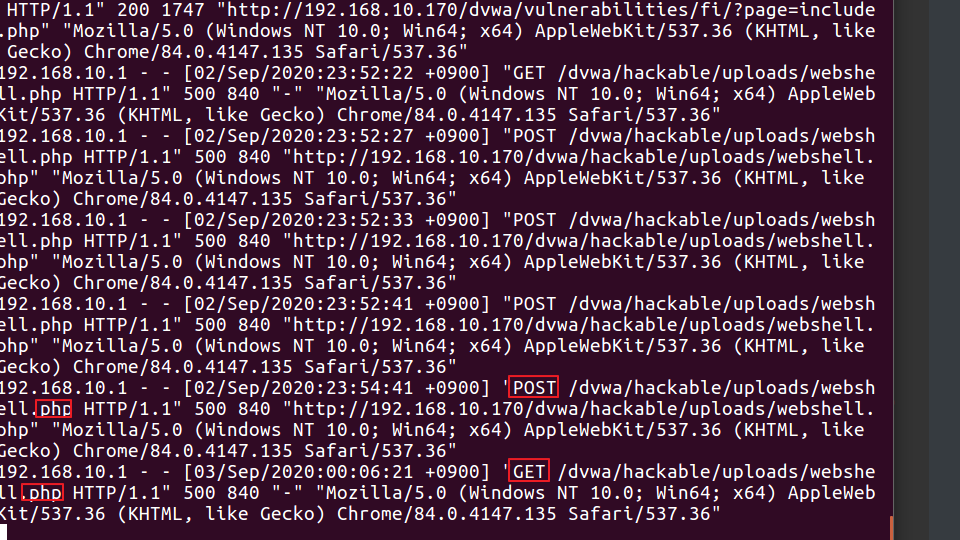 HTTP/1.1" 200 1747 "http://192.168.10.170/dvwa/vulnerabilities/fi/?page=include
.php" "Mozilla/5.0 (Windows NT 10.0; Win64; x64) AppleWebKit/537.36 (KHTML, like
Gecko) Chrome/84.0.4147.135 Safari/537.36"
192.168.10.1 - - [02/Sep/2020:23:52:22 +0900] "GET /dvwa/hackable/uploads/webshe
ll.php HTTP/1.1" 500 840 "-" "Mozilla/5.0 (Windows NT 10.0; Win64; x64) AppleWeb
Kit/537.36 (KHTML, like Gecko) Chrome/84.0.4147.135 Safari/537.36"
192.168.10.1 - - [02/Sep/2020:23:52:27 +0900] "POST /dvwa/hackable/uploads/websh
ell.php HTTP/1.1" 500 840 "http://192.168.10.170/dvwa/hackable/uploads/webshell.
php" "Mozilla/5.0 (Windows NT 10.0; Win64; x64) AppleWebKit/537.36 (KHTML, like
Gecko) Chrome/84.0.4147.135 Safari/537.36"
192.168.10.1 - - [02/Sep/2020:23:52:33 +0900] "POST /dvwa/hackable/uploads/websh
ell.php HTTP/1.1" 500 840 "http://192.168.10.170/dvwa/hackable/uploads/webshell.
php" "Mozilla/5.0 (Windows NT 10.0; Win64; x64) AppleWebKit/537.36 (KHTML, like
Gecko) Chrome/84.0.4147.135 Safari/537.36"
192.168.10.1 - - [02/Sep/2020:23:52:41 +0900] "POST /dvwa/hackable/uploads/websh
ell.php HTTP/1.1" 500 840 "http://192.168.10.170/dvwa/hackable/uploads/webshell.
php" "Mozilla/5.0 (Windows NT 10.0; Win64; x64) AppleWebKit/537.36 (KHTML, like
Gecko) Chrome/84.0.4147.135 Safari/537.36"
192.168.10.1 - - [02/Sep/2020:23:54:41 +0900] "POST /dvwa/hackable/uploads/websh
ell.php HTTP/1.1" 500 840 "http://192.168.10.170/dvwa/hackable/uploads/webshell.
php" "Mozilla/5.0 (Windows NT 10.0; Win64; x64) AppleWebKit/537.36 (KHTML, like
Gecko) Chrome/84.0.4147.135 Safari/537.36"
192.168.10.1 - - [03/Sep/2020:00:06:21 +0900] "GET /dvwa/hackable/uploads/webshe
ll.php HTTP/1.1" 500 840 "-" "Mozilla/5.0 (Windows NT 10.0; Win64; x64) AppleWeb
Kit/537.36 (KHTML, like Gecko) Chrome/84.0.4147.135 Safari/537.36"